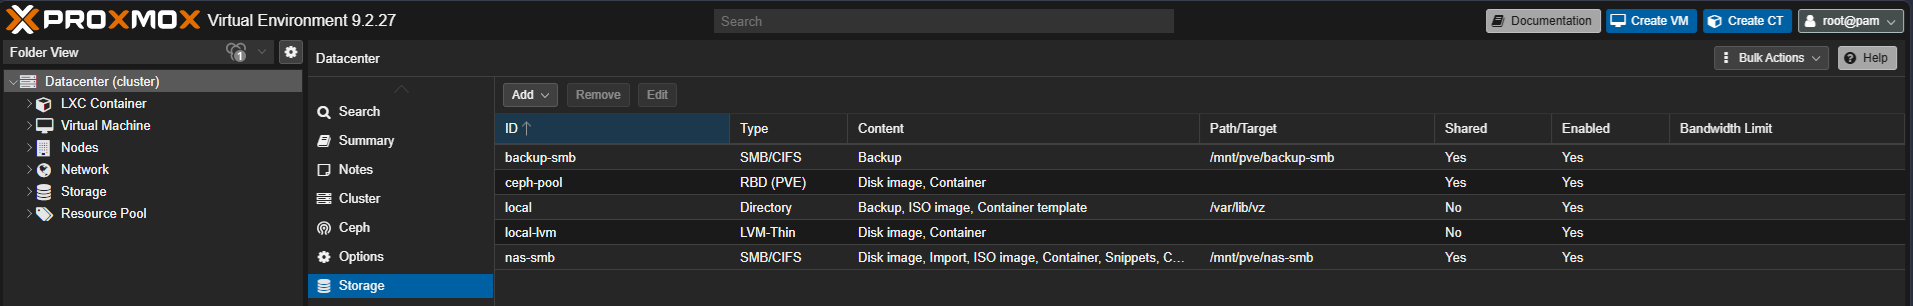 PROXMOX Virtual Environment 9.2.27 Search Documentation Create VM Create CT root@pam
Folder View 1
Datacenter (cluster)
LXC Container
Virtual Machine
Nodes
Network
Storage
Resource Pool
Datacenter Bulk Actions Help
Search
Summary
Notes
Cluster
Ceph
Options
Storage
Add Remove Edit
ID Type Content Path/Target Shared Enabled Bandwidth Limit
backup-smb SMB/CIFS Backup /mnt/pve/backup-smb Yes Yes
ceph-pool RBD (PVE) Disk image, Container Yes Yes
local Directory Backup, ISO image, Container template /var/lib/vz No Yes
local-lvm LVM-Thin Disk image, Container No Yes
nas-smb SMB/CIFS Disk image, Import, ISO image, Container, Snippets, C... /mnt/pve/nas-smb Yes Yes